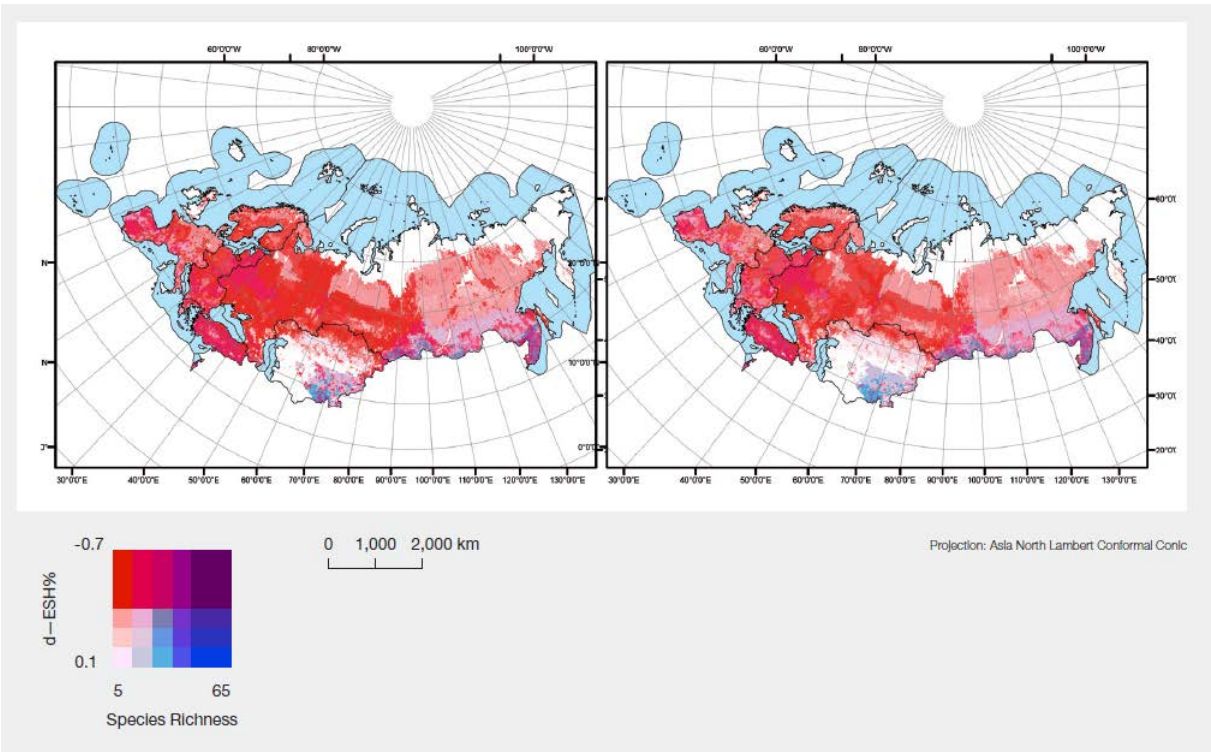 60°0'0"W 80°0'0"W 100°0'0"W 60°0'0"W 80°0'0"W 100°0'0"W
30°0'0"E 40°0'0"E 50°0'0"E 60°0'0"E 70°0'0"E 80°0'0"E 90°0'0"E 100°0'0"E 110°0'0"E 120°0'0"E 130°0'0"E
30°0'0"E 40°0'0"E 50°0'0"E 60°0'0"E 70°0'0"E 80°0'0"E 90°0'0"E 100°0'0"E 110°0'0"E 120°0'0"E 130°0'0"E
-0.7
d—ESH%
0.1
5 65
Species Richness
0 1,000 2,000 km
Projection: Asia North Lambert Conformal Conic